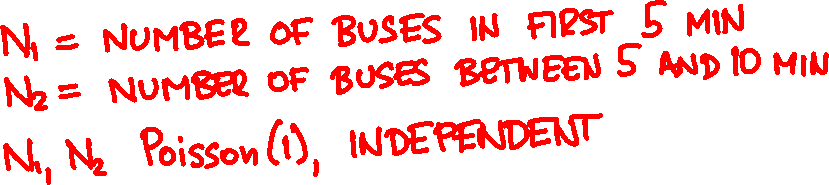 N₁ = NUMBER OF BUSES IN FIRST 5 MIN
N₂ = NUMBER OF BUSES BETWEEN 5 AND 10 MIN
N₁, N₂ Poisson (1), INDEPENDENT